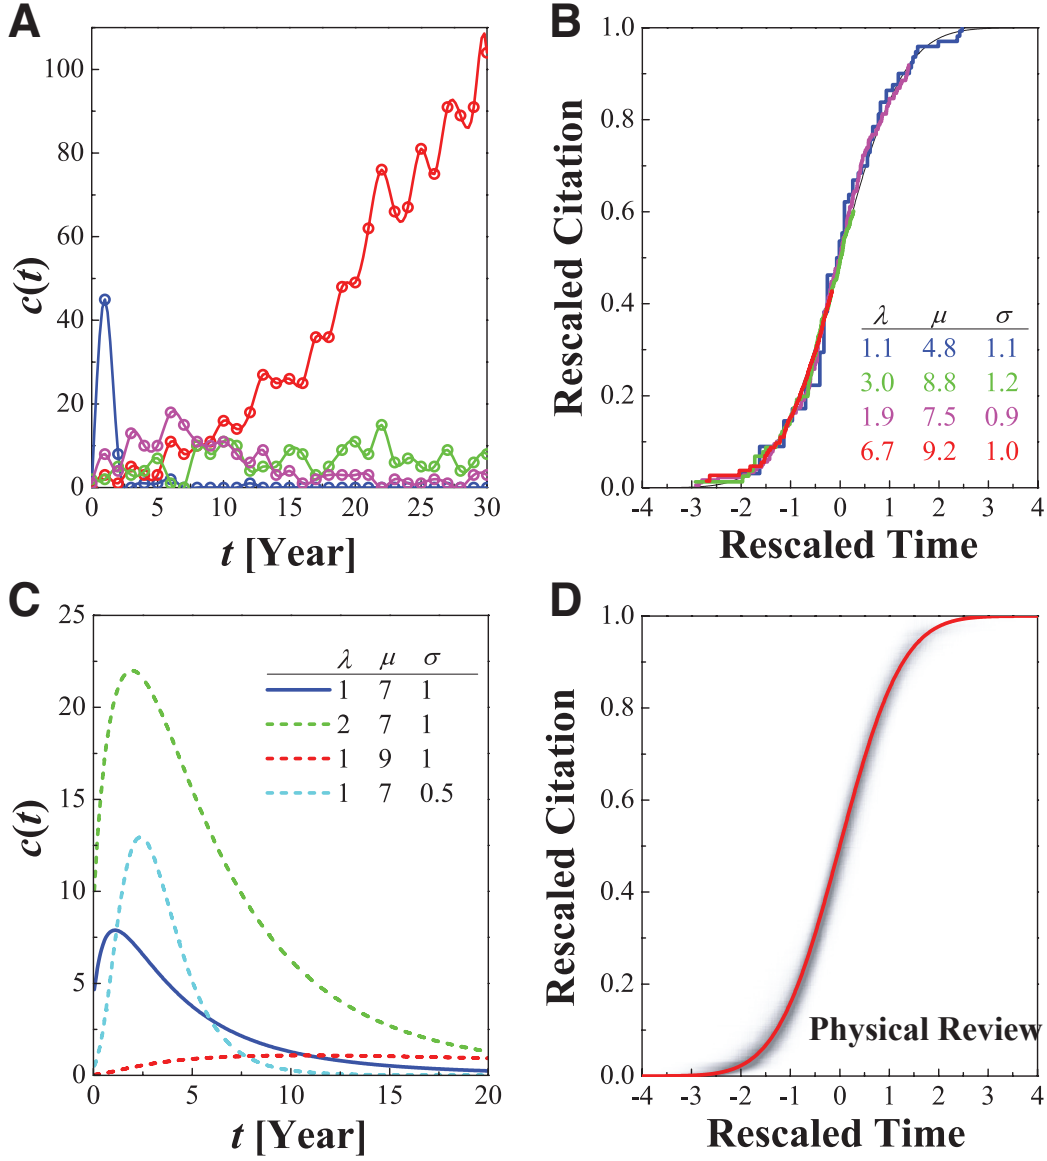 A
100
80
60
40
20
0
c(t)
0 5 10 15 20 25 30
t [Year]
B
1.0
0.8
0.6
0.4
0.2
0.0
Rescaled Citation
λ μ σ
1.1 4.8 1.1
3.0 8.8 1.2
1.9 7.5 0.9
6.7 9.2 1.0
-4 -3 -2 -1 0 1 2 3 4
Rescaled Time
C
25
20
15
10
5
0
c(t)
λ μ σ
1 7 1
2 7 1
1 9 1
1 7 0.5
0 5 10 15 20
t [Year]
D
1.0
0.8
0.6
0.4
0.2
0.0
Rescaled Citation
Physical Review
-4 -3 -2 -1 0 1 2 3 4
Rescaled Time